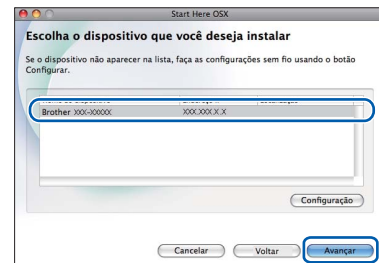 Start Here OSX
Escolha o dispositivo que você deseja instalar
Se o dispositivo não aparecer na lista, faça as configurações sem fio usando o botão
Configurar.
Brother XXX-XXXXX XXX.XXX.X.X
Configuração
Cancelar Voltar Avançar